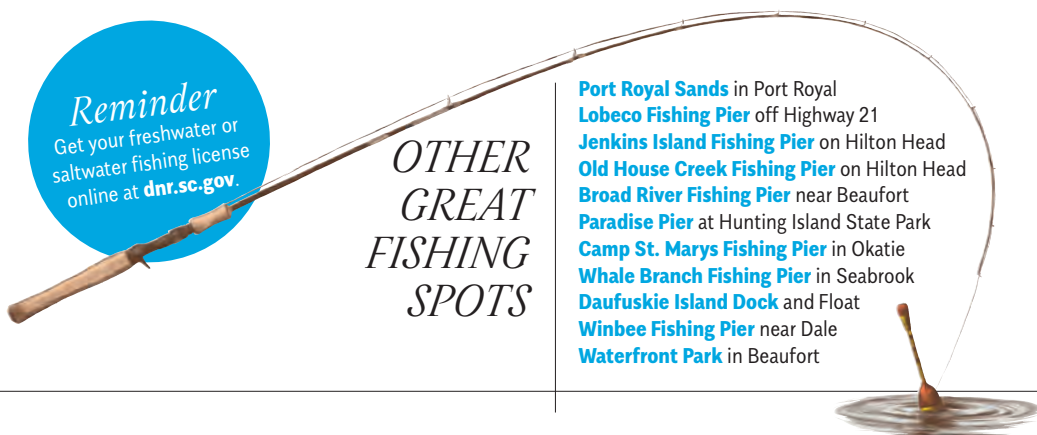 Reminder
Get your freshwater or
saltwater fishing license
online at dnr.sc.gov.
OTHER
GREAT
FISHING
SPOTS
Port Royal Sands in Port Royal
Lobeco Fishing Pier off Highway 21
Jenkins Island Fishing Pier on Hilton Head
Old House Creek Fishing Pier on Hilton Head
Broad River Fishing Pier near Beaufort
Paradise Pier at Hunting Island State Park
Camp St. Marys Fishing Pier in Okatie
Whale Branch Fishing Pier in Seabrook
Daufuskie Island Dock and Float
Winbee Fishing Pier near Dale
Waterfront Park in Beaufort